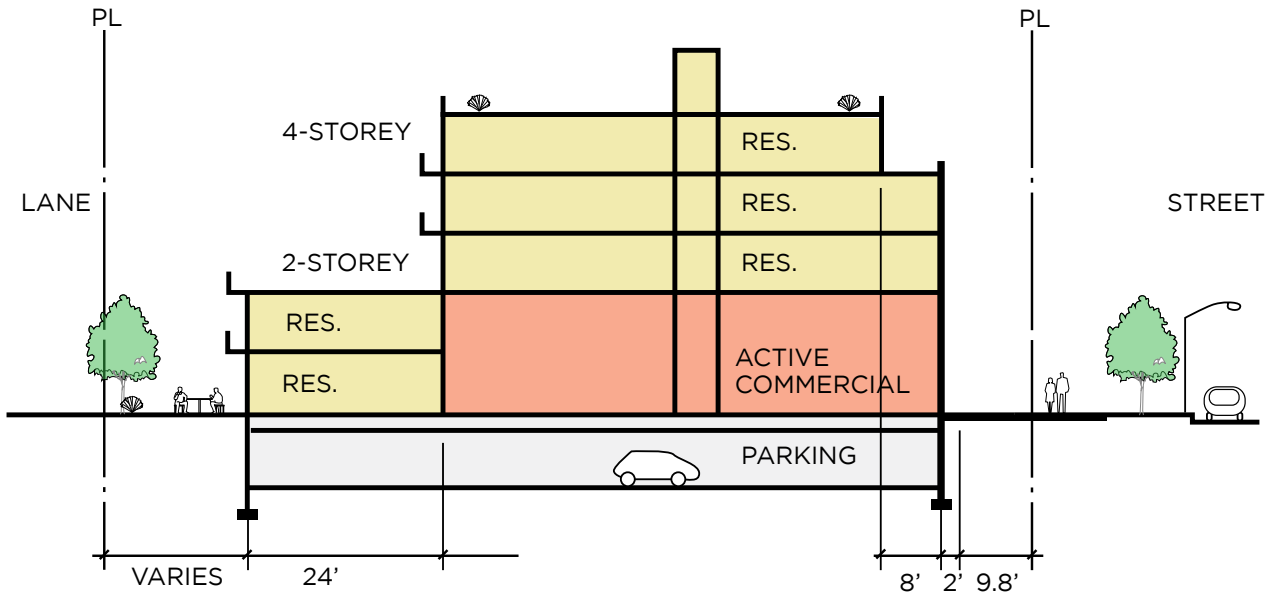 PL
PL
4-STOREY
RES.
LANE
RES.
STREET
2-STOREY
RES.
RES.
ACTIVE
COMMERCIAL
RES.
PARKING
VARIES
24’
8’
2’
9.8’